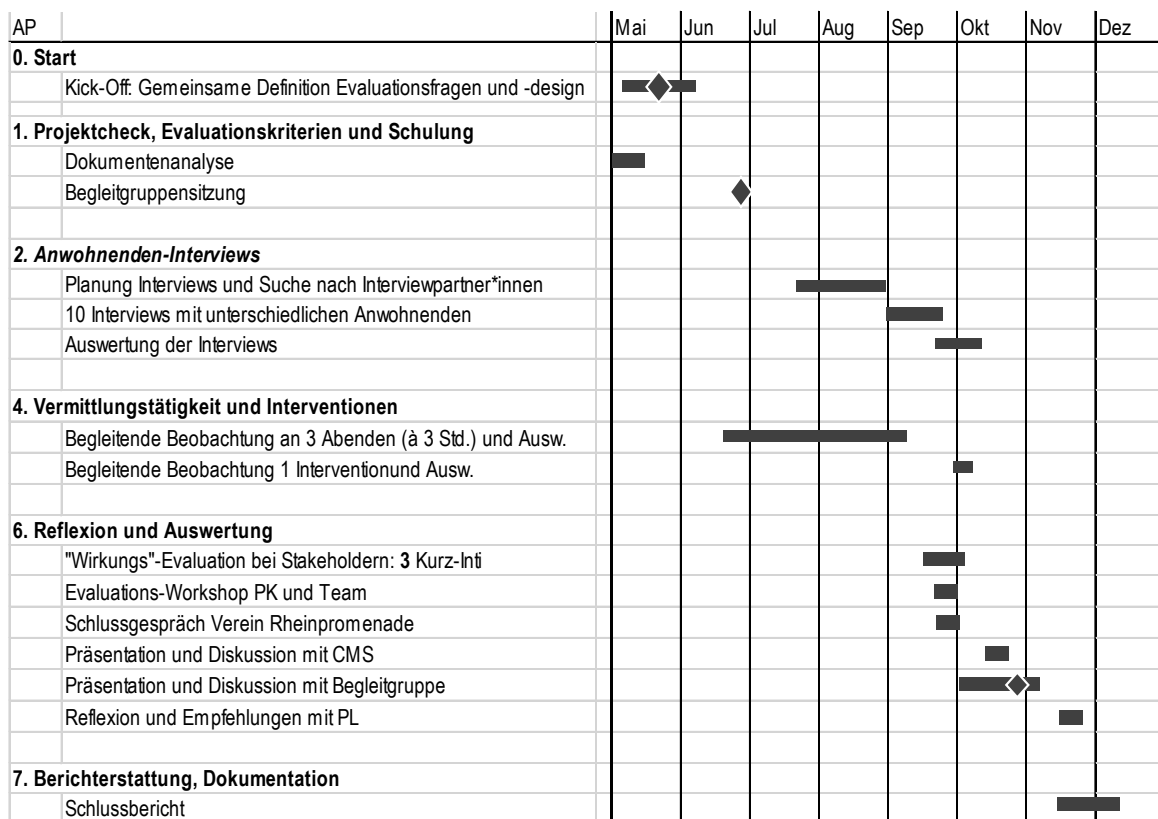 AP Mai Jun Jul Aug Sep Okt Nov Dez
0. Start
Kick-Off: Gemeinsame Definition Evaluationsfragen und -design
1. Projektcheck, Evaluationskriterien und Schulung
Dokumentenanalyse
Begleitgruppensitzung
2. Anwohnenden-Interviews
Planung Interviews und Suche nach Interviewpartner*innen
10 Interviews mit unterschiedlichen Anwohnenden
Auswertung der Interviews
4. Vermittlungstätigkeit und Interventionen
Begleitende Beobachtung an 3 Abenden (à 3 Std.) und Ausw.
Begleitende Beobachtung 1 Interventionund Ausw.
6. Reflexion und Auswertung
"Wirkungs"-Evaluation bei Stakeholdern: 3 Kurz-Inti
Evaluations-Workshop PK und Team
Schlussgespräch Verein Rheinpromenade
Präsentation und Diskussion mit CMS
Präsentation und Diskussion mit Begleitgruppe
Reflexion und Empfehlungen mit PL
7. Berichterstattung, Dokumentation
Schlussbericht